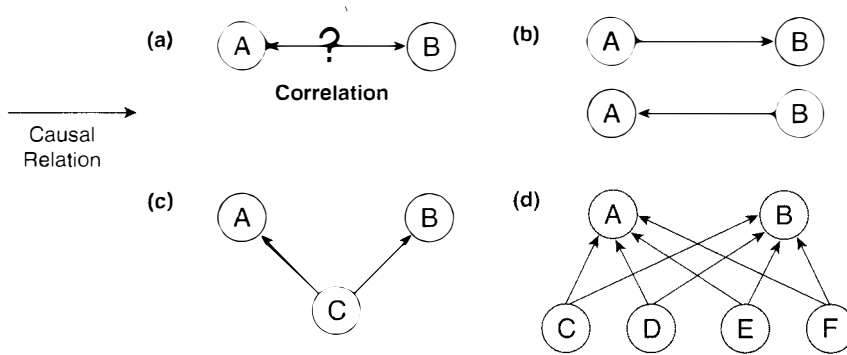 (a) A ? B
Correlation
(b) A B
A B
Causal
Relation
(c) A B
C
(d) A B
C D E F